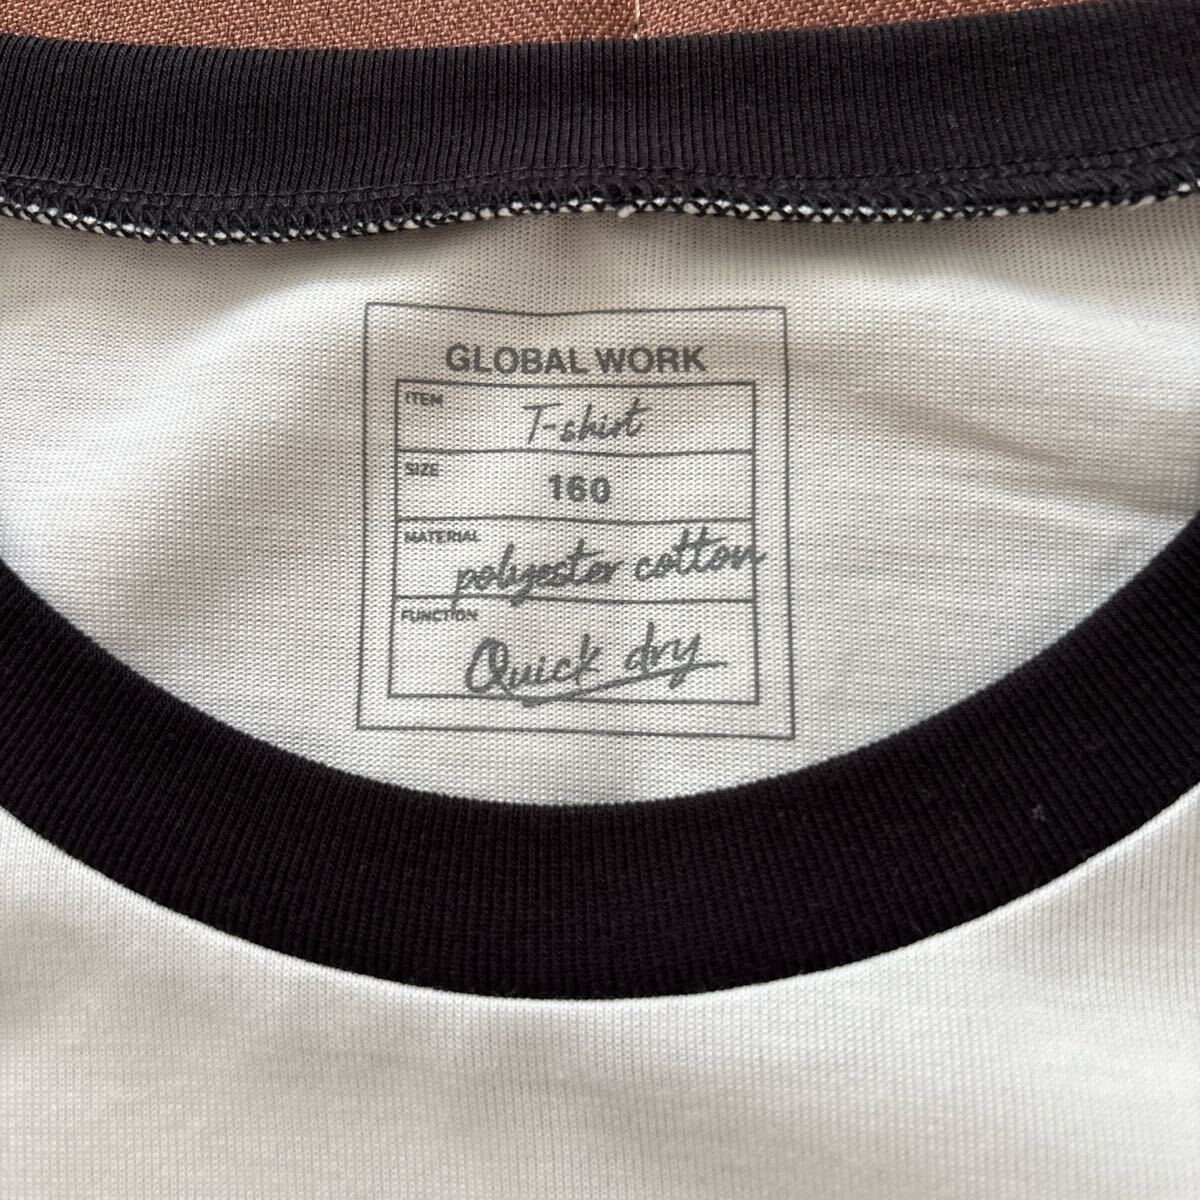 GLOBAL WORK
ITEM
T-shirt
SIZE
160
MATERIAL
polyester cotton
FUNCTION
Quick dry